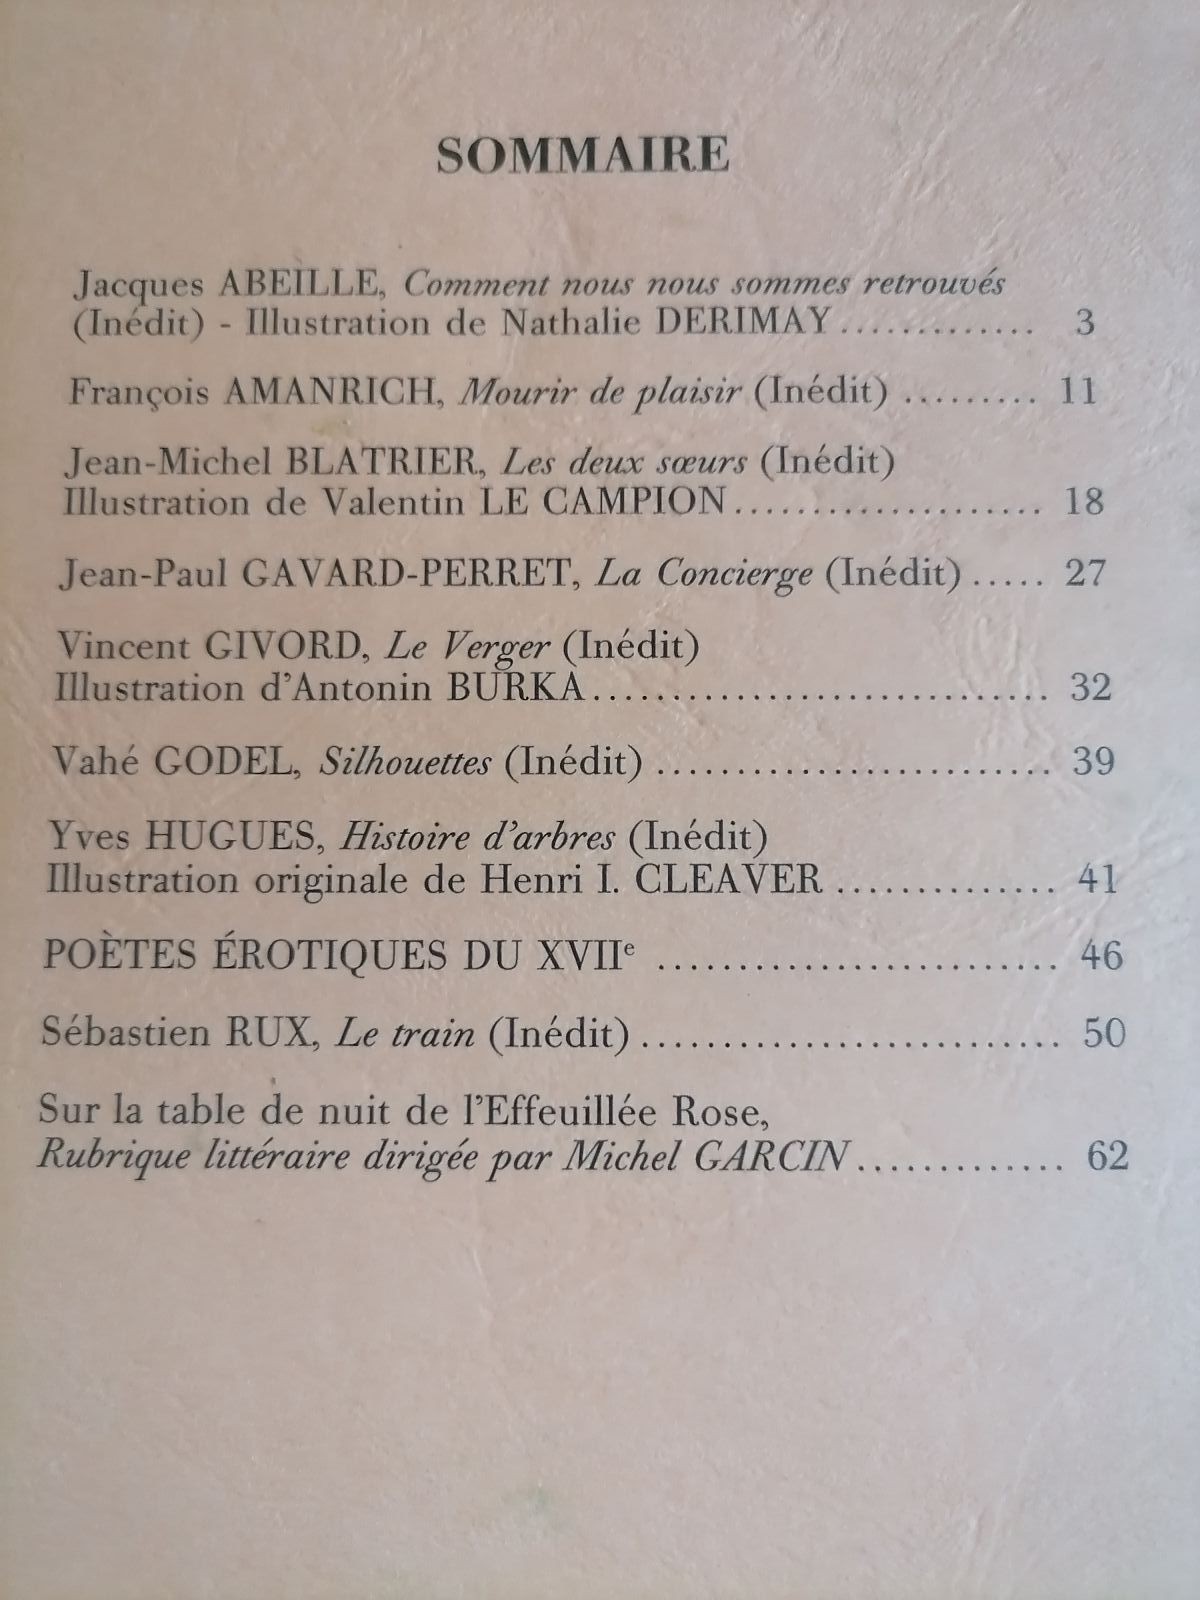 SOMMAIRE
Jacques ABEILLE, Comment nous nous sommes retrouvés
(Inédit) - Illustration de Nathalie DERIMAY............. 3
François AMANRICH, Mourir de plaisir (Inédit) ......... 11
Jean-Michel BLATRIER, Les deux sœurs (Inédit)
Illustration de Valentin LE CAMPION.................... 18
Jean-Paul GAVARD-PERRET, La Concierge (Inédit)..... 27
Vincent GIVORD, Le Verger (Inédit)
Illustration d'Antonin BURKA............................. 32
Vahé GODEL, Silhouettes (Inédit) ......................... 39
Yves HUGUES, Histoire d'arbres (Inédit)
Illustration originale de Henri I. CLEAVER .............. 41
POÈTES ÉROTIQUES DU XVIIe .......................... 46
Sébastien RUX, Le train (Inédit)........................... 50
Sur la table de nuit de l'Effeuillée Rose,
Rubrique littéraire dirigée par Michel GARCIN............. 62